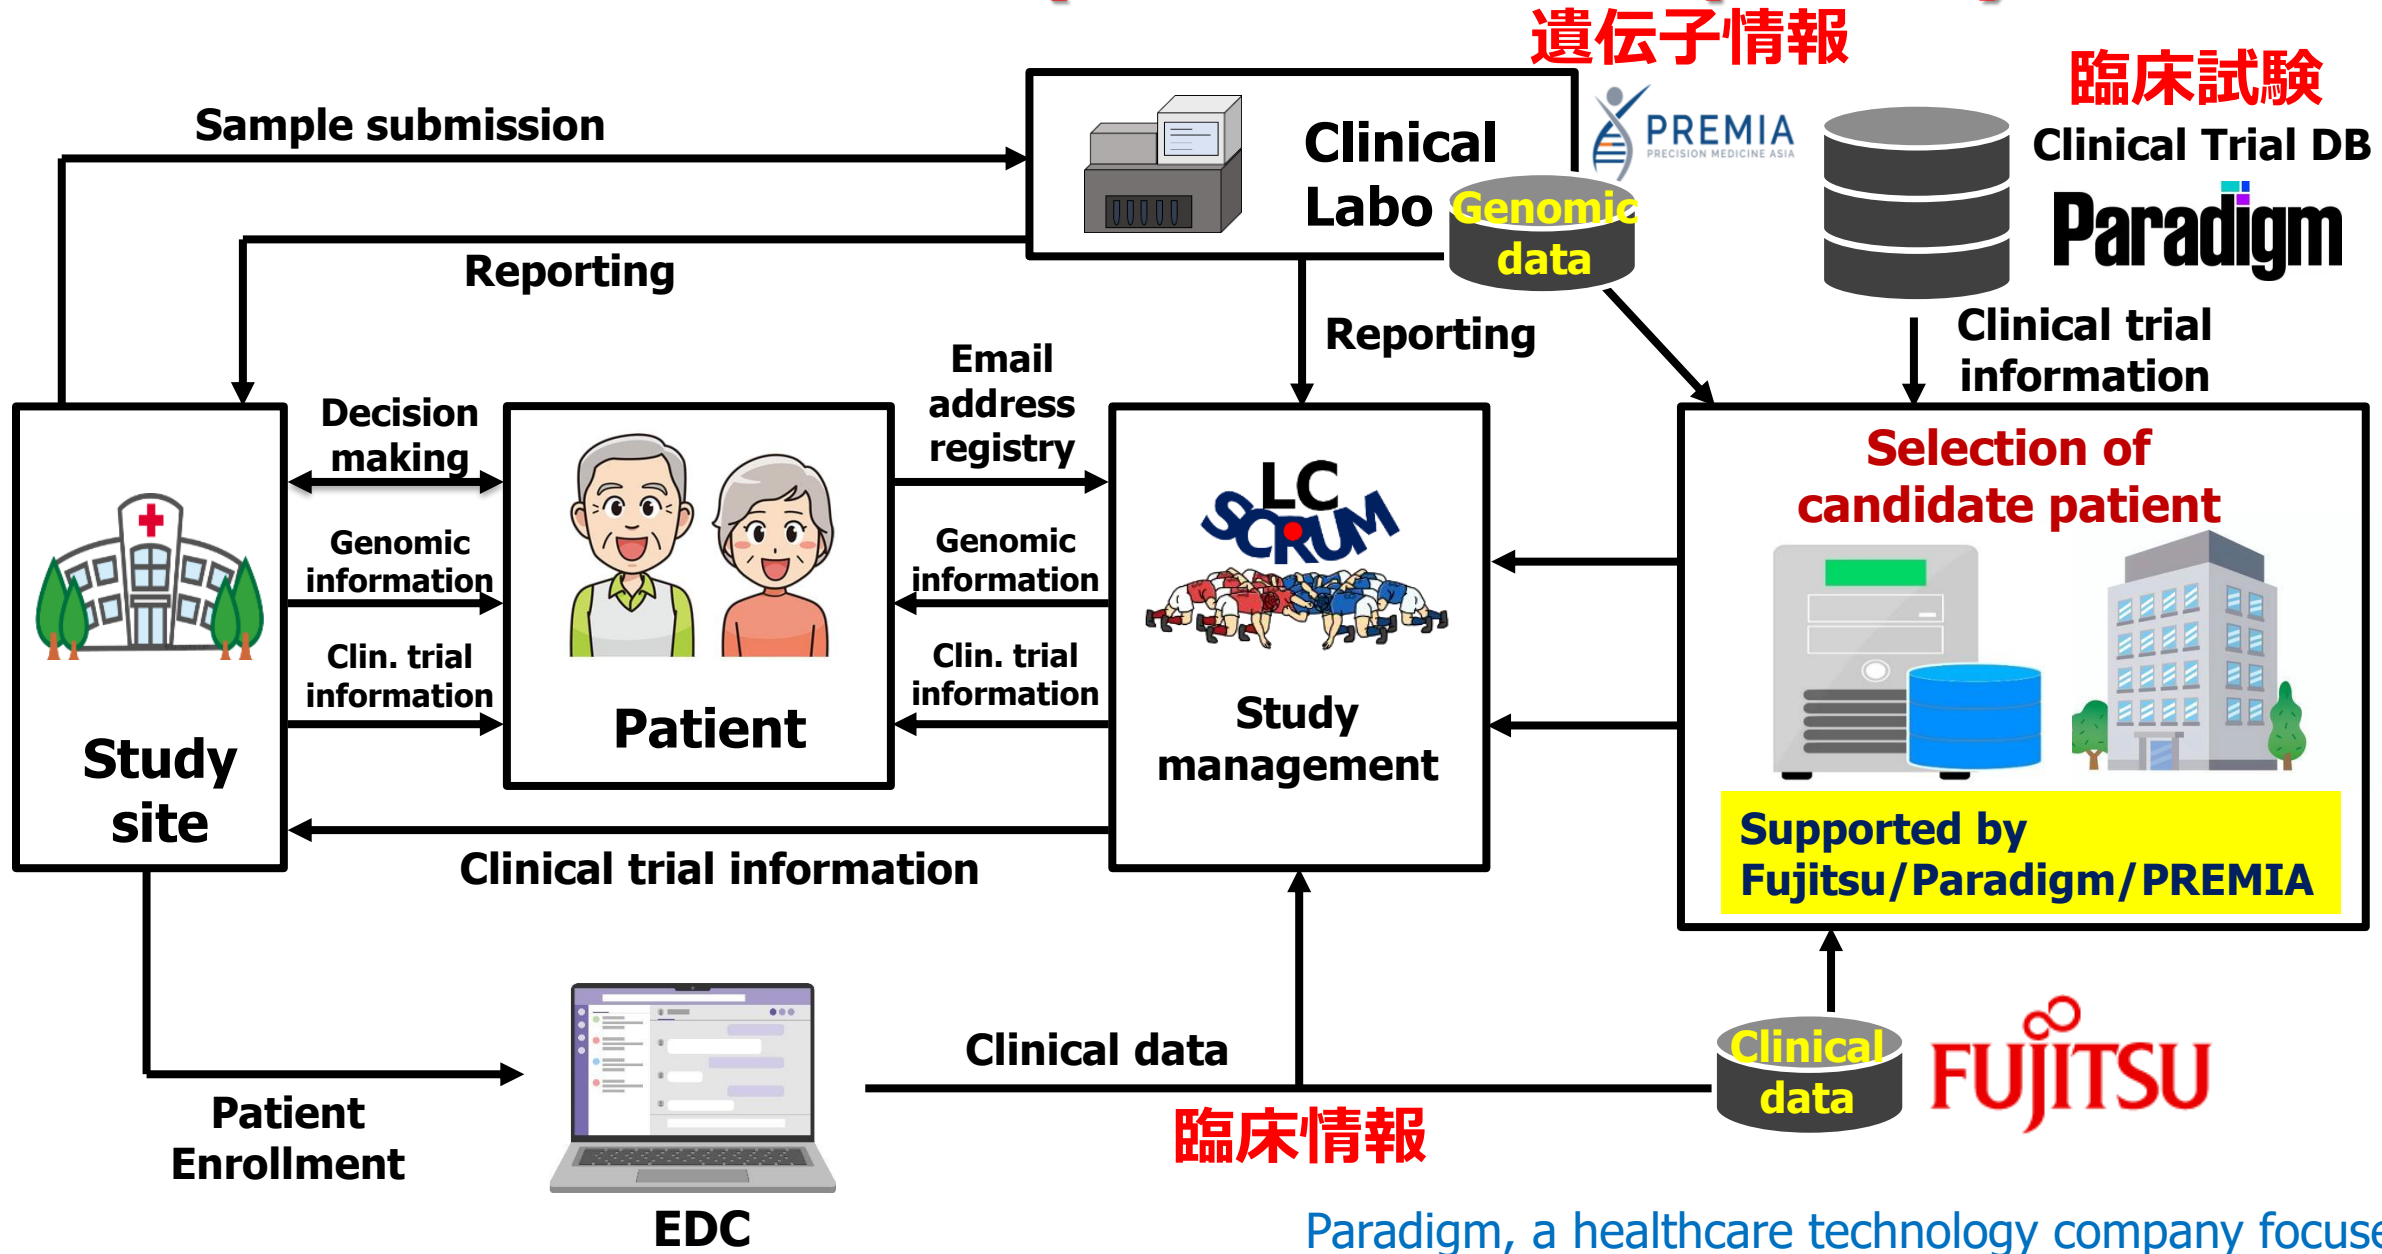 遺伝子情報
臨床試験
Sample submission
Clinical
Labo
PREMIA
PRECISION MEDICINE ASIA
Genomic
data
Clinical Trial DB
Paradigm
Reporting
Reporting
Clinical trial
information
Decision
making
Email
address
registry
Genomic
information
Genomic
information
Clin. trial
information
Clin. trial
information
Study
site
Patient
LC
SCRUM
Study
management
Selection of
candidate patient
Supported by
Fujitsu/Paradigm/PREMIA
Clinical trial information
Patient
Enrollment
EDC
Clinical data
臨床情報
Clinical
data
FUJITSU
Paradigm, a healthcare technology company focuse